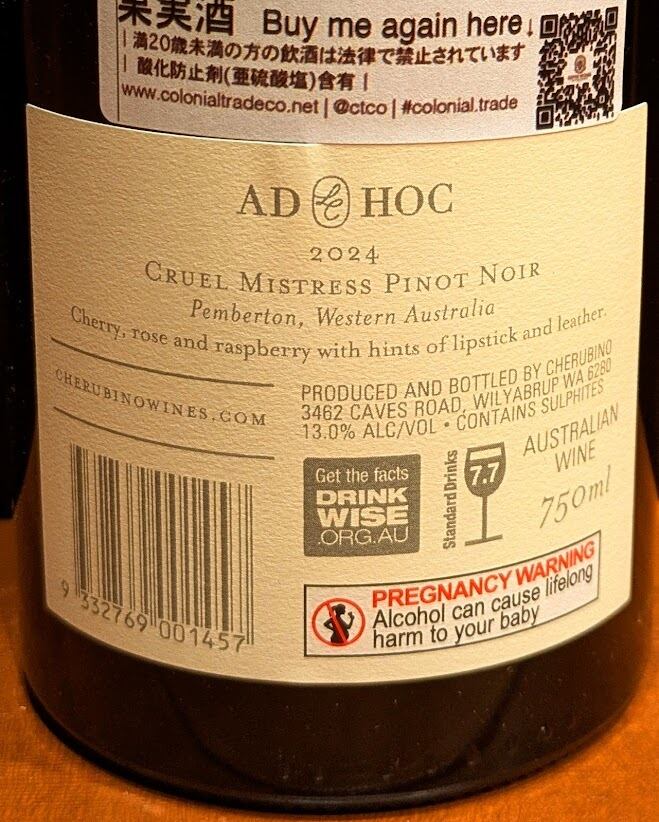 果実酒 Buy me again here↓
| 満20歳未満の方の飲酒は法律で禁止されています
| 酸化防止剤(亜硫酸塩)含有 |
www.colonialtradeco.net | @ctco | #colonial.trade
AD HOC
2024
CRUEL MISTRESS PINOT NOIR
Pemberton, Western Australia
Cherry, rose and raspberry with hints of lipstick and leather.
CHERUBINOWINES.COM
PRODUCED AND BOTTLED BY CHERUBINO
3462 CAVES ROAD, WILYABRUP WA 6280
13.0% ALC/VOL • CONTAINS SULPHITES
Get the facts
DRINK
WISE
.ORG.AU
Standard Drinks
7.7
AUSTRALIAN
WINE
750ml
9 332769 001457
PREGNANCY WARNING
Alcohol can cause lifelong
harm to your baby